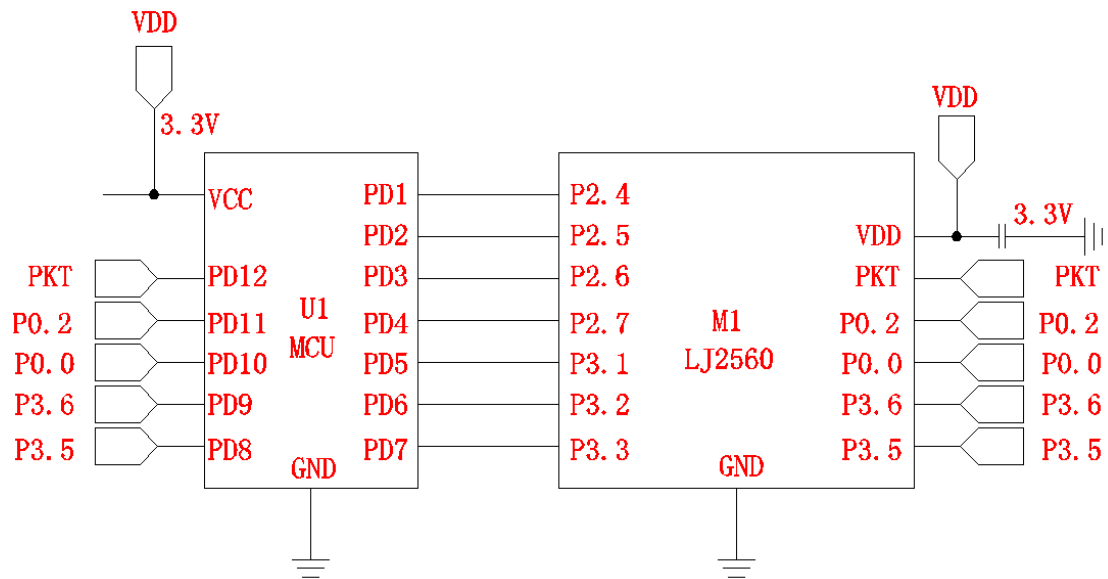 VDD
VDD
3.3V
VCC PD1 P2.4
3.3V
PD2 P2.5 VDD
PKT PD12 PD3 P2.6 PKT PKT
U1 M1
P0.2 PD11 PD4 P2.7 P0.2 P0.2
MCU LJ2560
P0.0 PD10 PD5 P3.1 P0.0 P0.0
P3.6 PD9 PD6 P3.2 P3.6 P3.6
P3.5 PD8 PD7 P3.3 P3.5 P3.5
GND GND